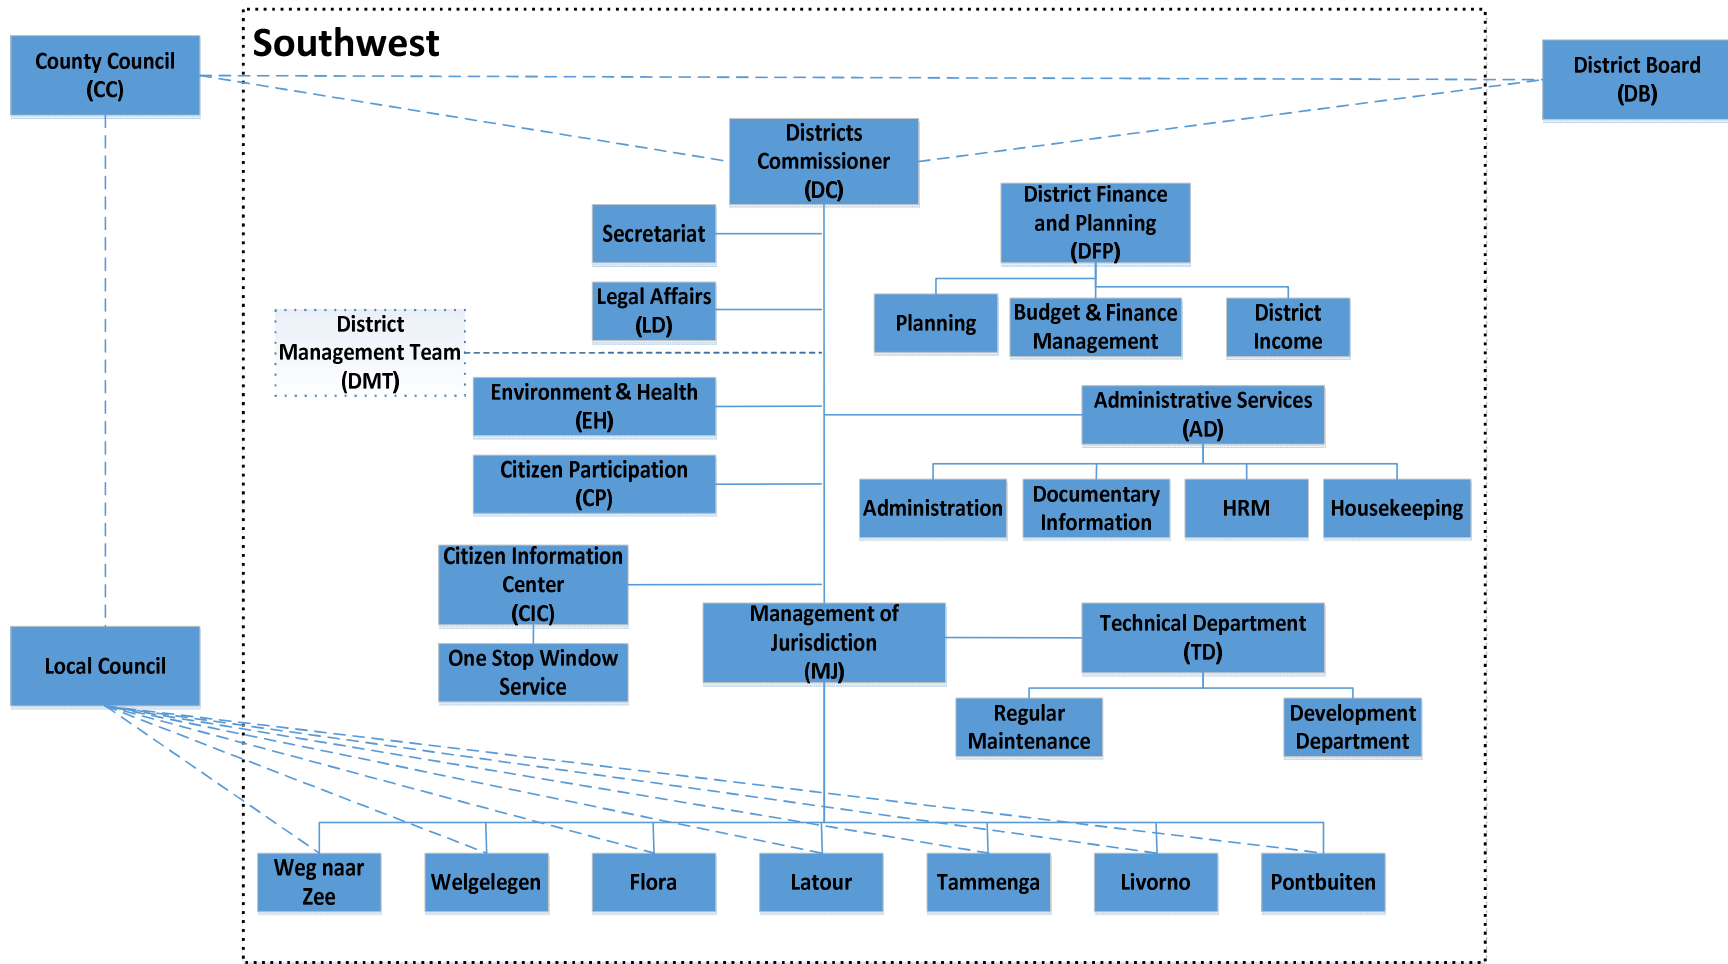 Southwest
County Council
(CC)
District Board
(DB)
Districts
Commissioner
(DC)
Secretariat
District Finance
and Planning
(DFP)
Legal Affairs
(LD)
Planning
Budget & Finance
Management
District
Income
District
Management Team
(DMT)
Environment & Health
(EH)
Administrative Services
(AD)
Citizen Participation
(CP)
Administration
Documentary
Information
HRM
Housekeeping
Citizen Information
Center
(CIC)
Management of
Jurisdiction
(MJ)
Technical Department
(TD)
Local Council
One Stop Window
Service
Regular
Maintenance
Development
Department
Weg naar
Zee
Welgelegen
Flora
Latour
Tammenga
Livorno
Pontbuiten